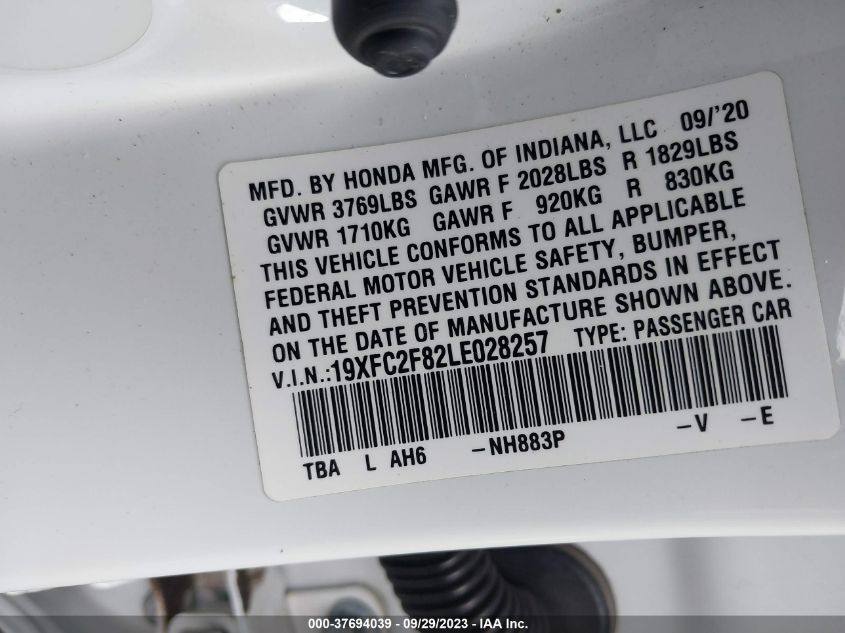 MFD. BY HONDA MFG. OF INDIANA, LLC 09/'20
GVWR 3769LBS GAWR F 2028LBS R 1829LBS
GVWR 1710KG GAWR F 920KG R 830KG
THIS VEHICLE CONFORMS TO ALL APPLICABLE
FEDERAL MOTOR VEHICLE SAFETY, BUMPER,
AND THEFT PREVENTION STANDARDS IN EFFECT
ON THE DATE OF MANUFACTURE SHOWN ABOVE.
V.I.N.:19XFC2F82LE028257 TYPE: PASSENGER CAR
TBA L AH6 -NH883P -V -E
000-37694039 - 09/29/2023 - IAA Inc.